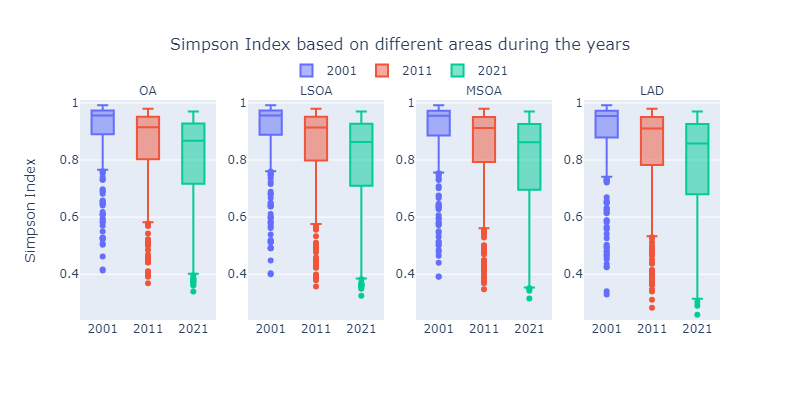 Simpson Index based on different areas during the years
2001 2011 2021
OA LSOA MSOA LAD
Simpson Index
1 1 1 1
0.8 0.8 0.8 0.8
0.6 0.6 0.6 0.6
0.4 0.4 0.4 0.4
2001 2011 2021 2001 2011 2021 2001 2011 2021 2001 2011 2021